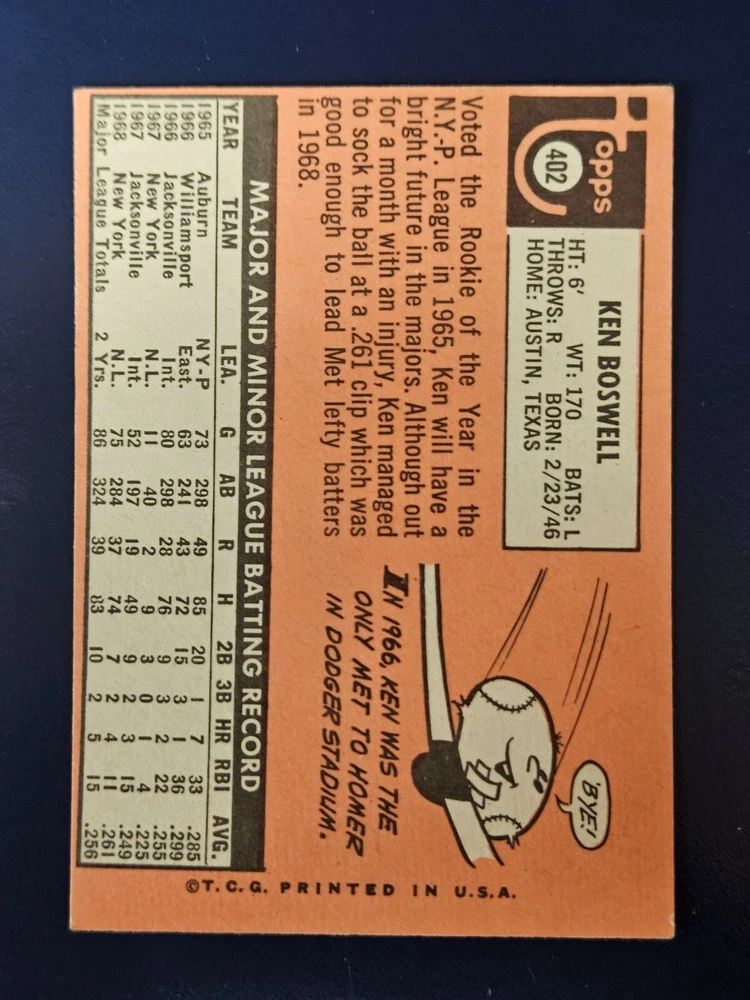 topps
402
KEN BOSWELL
HT: 6' WT: 170 BATS: L
THROWS: R BORN: 2/23/46
HOME: AUSTIN, TEXAS
Voted the Rookie of the Year in the
N.Y.-P. League in 1965, Ken will have a
bright future in the majors. Although out
for a month with an injury, Ken managed
to sock the ball at a .261 clip which was
good enough to lead Met lefty batters
in 1968.
'BYE!
IN 1966, KEN WAS THE
ONLY MET TO HOMER
IN DODGER STADIUM.
MAJOR AND MINOR LEAGUE BATTING RECORD
YEAR TEAM LEA. G AB R H 2B 3B HR RBI AVG.
1965 Auburn NY-P 73 298 49 85 20 1 7 33 .285
1966 Williamsport East. 63 241 43 72 15 3 1 36 .299
1966 Jacksonville Int. 80 298 28 76 9 3 2 22 .255
1967 New York N.L. 11 40 2 9 3 0 1 4 .225
1967 Jacksonville Int. 52 197 19 49 9 2 3 15 .249
1968 New York N.L. 75 284 37 74 7 2 4 11 .261
Major League Totals 2 Yrs. 86 324 39 83 10 2 5 15 .256
©T.C.G. PRINTED IN U.S.A.